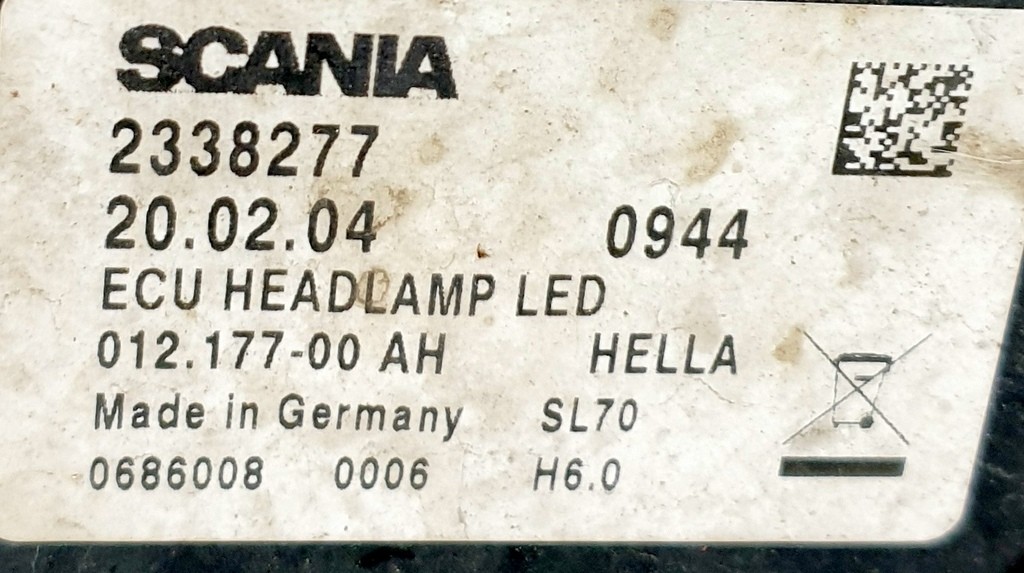 SCANIA
2338277
20.02.04 0944
ECU HEADLAMP LED
012.177-00 AH HELLA
Made in Germany SL70
0686008 0006 H6.0